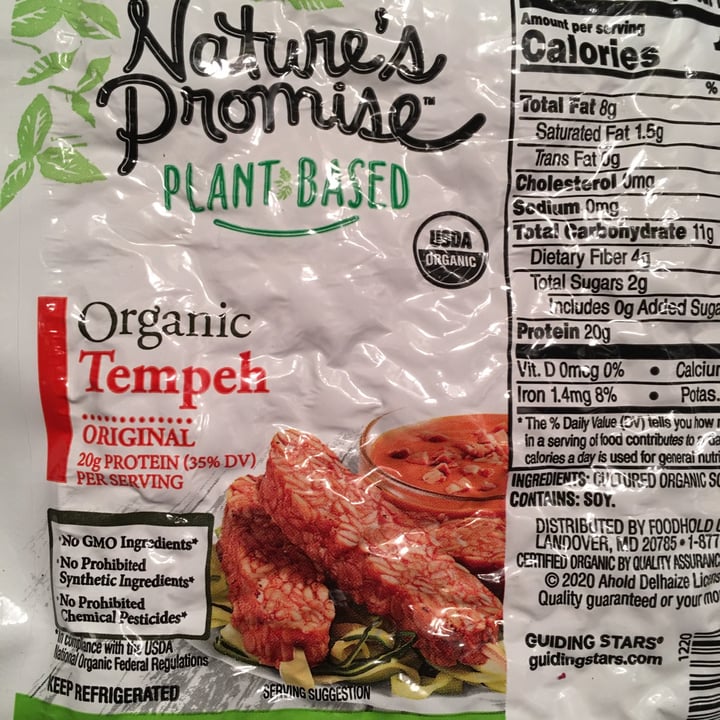 Nature's
Promise™
PLANT BASED
USDA
ORGANIC
Organic
Tempeh
ORIGINAL
20g PROTEIN (35% DV)
PER SERVING
No GMO Ingredients*
No Prohibited
Synthetic Ingredients*
No Prohibited
Chemical Pesticides*
*In compliance with the USDA
National Organic Federal Regulations
KEEP REFRIGERATED
SERVING SUGGESTION
Amount per serving
Calories
%
Total Fat 8g
Saturated Fat 1.5g
Trans Fat 0g
Cholesterol 0mg
Sodium 0mg
Total Carbohydrate 11g
Dietary Fiber 4g
Total Sugars 2g
Includes 0g Added Suga
Protein 20g
Vit. D 0mcg 0% • Calciu
Iron 1.4mg 8% • Potas.
* The % Daily Value (DV) tells you how
in a serving of food contributes to a da
calories a day is used for general nutri
INGREDIENTS: CULTURED ORGANIC SO
CONTAINS: SOY.
DISTRIBUTED BY FOODHOLD
LANDOVER, MD 20785 • 1-877
CERTIFIED ORGANIC BY QUALITY ASSURANC
© 2020 Ahold Delhaize Licens
Quality guaranteed or your mo
GUIDING STARS®
guidingstars.com
1220